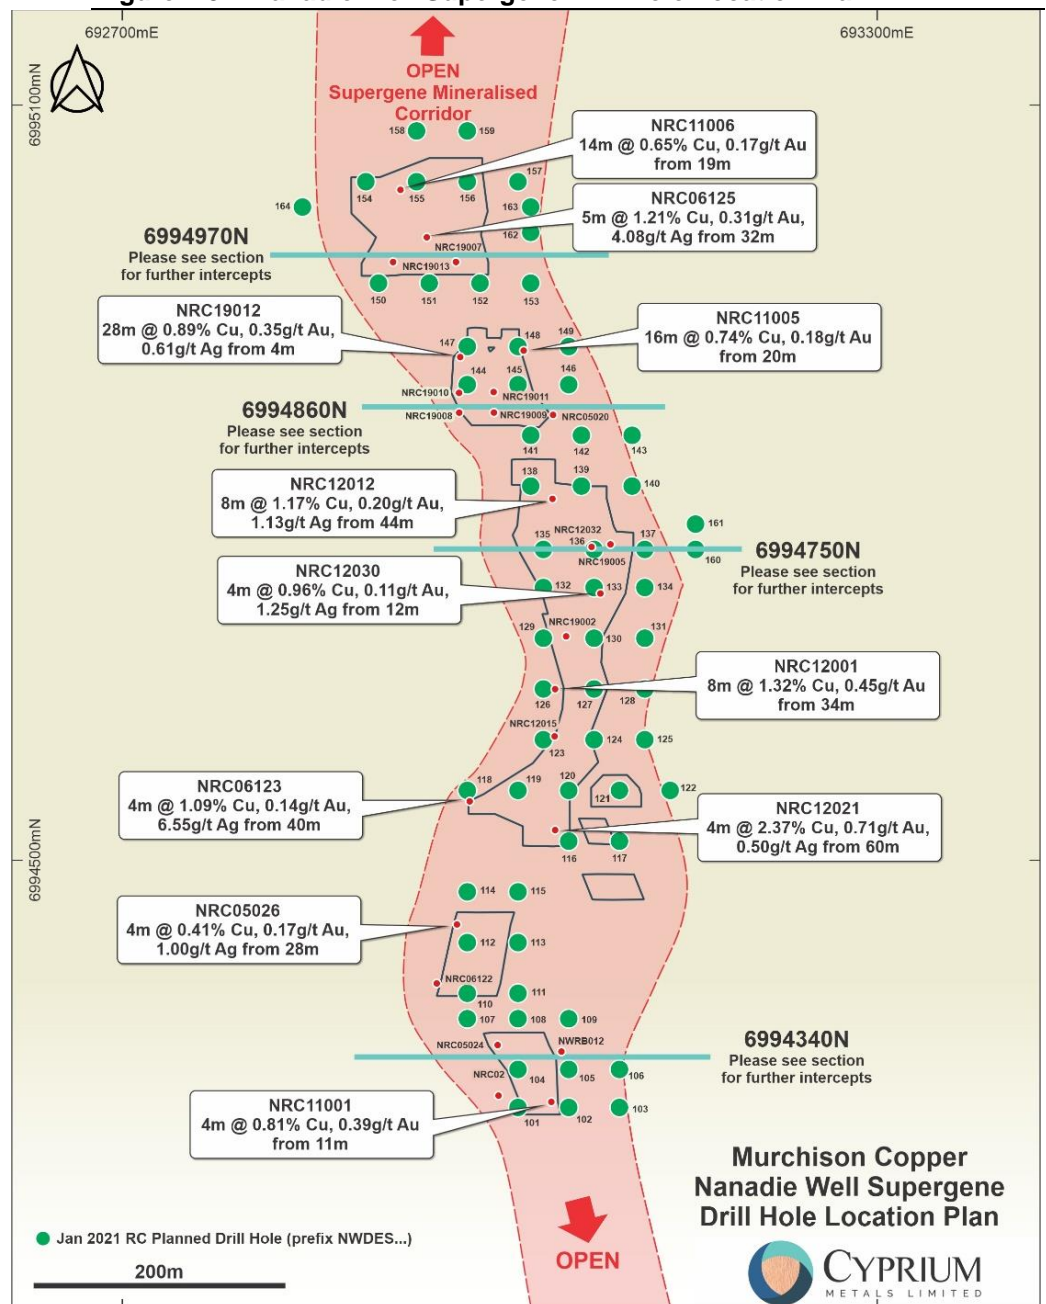 692700mE
693300mE
6995100mN
OPEN
Supergene Mineralised
Corridor
158
159
NRC11006
14m @ 0.65% Cu, 0.17g/t Au
from 19m
157
154
155
156
164
163
NRC06125
5m @ 1.21% Cu, 0.31g/t Au,
4.08g/t Ag from 32m
162
6994970N
Please see section
for further intercepts
NRC19007
NRC19013
150
151
152
153
NRC19012
28m @ 0.89% Cu, 0.35g/t Au,
0.61g/t Ag from 4m
NRC11005
16m @ 0.74% Cu, 0.18g/t Au
from 20m
147
148
149
144
145
146
NRC19010
NRC19011
6994860N
Please see section
for further intercepts
NRC19008
NRC19009
NRC05020
141
142
143
138
139
140
NRC12012
8m @ 1.17% Cu, 0.20g/t Au,
1.13g/t Ag from 44m
161
135
NRC12032
136
137
160
NRC19005
6994750N
Please see section
for further intercepts
NRC12030
4m @ 0.96% Cu, 0.11g/t Au,
1.25g/t Ag from 12m
132
133
134
129
NRC19002
130
131
NRC12001
8m @ 1.32% Cu, 0.45g/t Au
from 34m
126
127
128
NRC12015
123
124
125
NRC06123
4m @ 1.09% Cu, 0.14g/t Au,
6.55g/t Ag from 40m
118
119
120
121
122
NRC12021
4m @ 2.37% Cu, 0.71g/t Au,
0.50g/t Ag from 60m
116
117
6994500mN
114
115
NRC05026
4m @ 0.41% Cu, 0.17g/t Au,
1.00g/t Ag from 28m
112
113
NRC06122
110
111
107
108
109
NRC05024
NWRB012
6994340N
Please see section
for further intercepts
NRC02
104
105
106
NRC11001
4m @ 0.81% Cu, 0.39g/t Au
from 11m
101
102
103
Murchison Copper
Nanadie Well Supergene
Drill Hole Location Plan
Jan 2021 RC Planned Drill Hole (prefix NWDES...)
200m
OPEN
CYPRIUM
METALS LIMITED